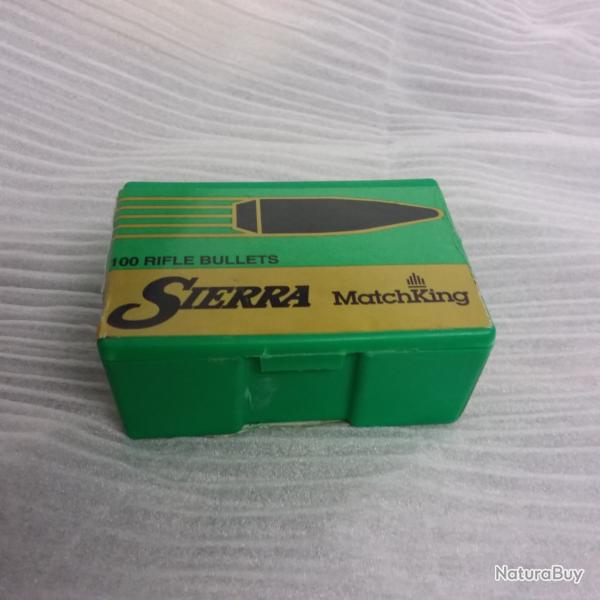 100 RIFLE BULLETS
SIERRA MatchKing
NaturaBuy